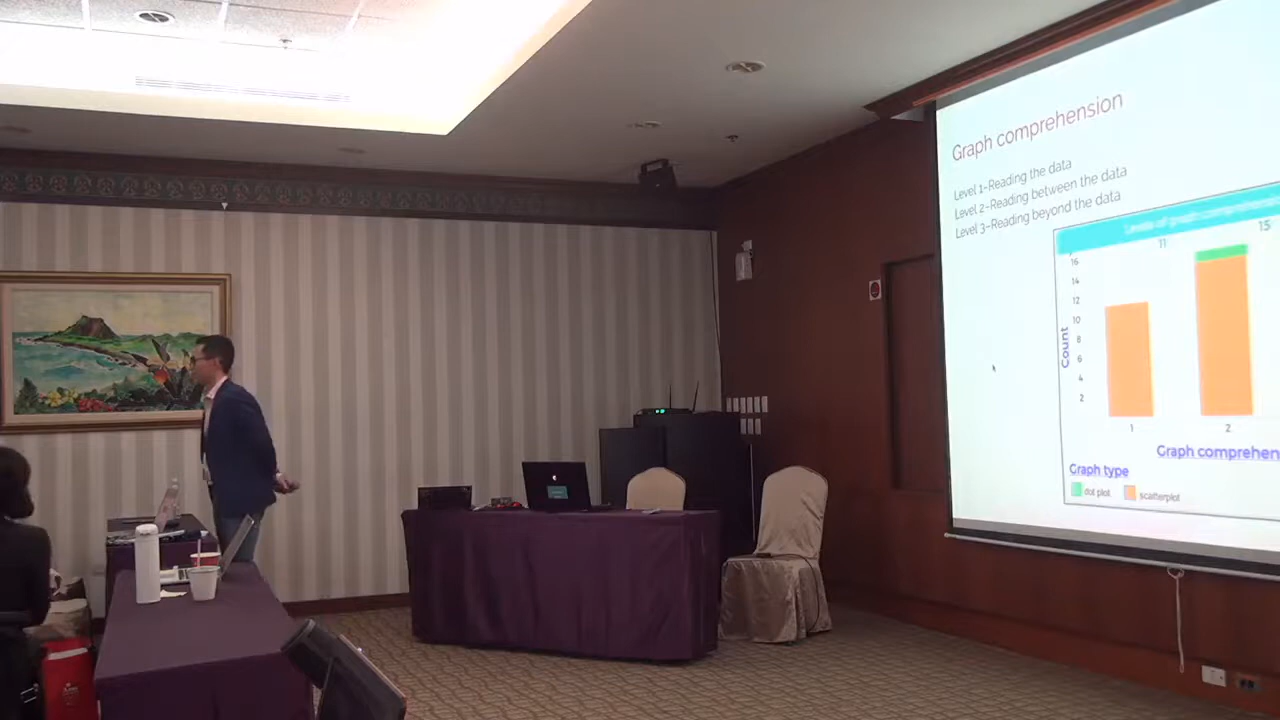 Graph comprehension
Level 1-Reading the data
Level 2-Reading between the data
Level 3-Reading beyond the data
11
15
16
14
12
10
8
6
4
2
Count
1
2
Graph comprehen
Graph type
dot plot
scatterplot